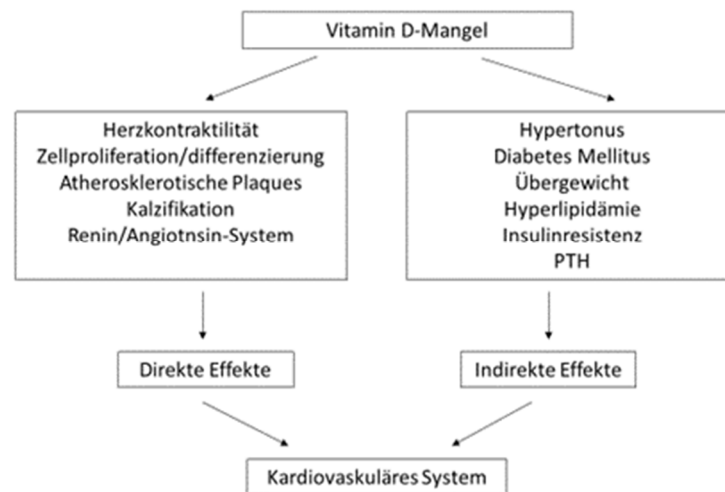 Vitamin D-Mangel
Herzkontraktilität
Zellproliferation/differenzierung
Atherosklerotische Plaques
Kalzifikation
Renin/Angiotnsin-System
Hypertonus
Diabetes Mellitus
Übergewicht
Hyperlipidämie
Insulinresistenz
PTH
Direkte Effekte
Indirekte Effekte
Kardiovaskuläres System